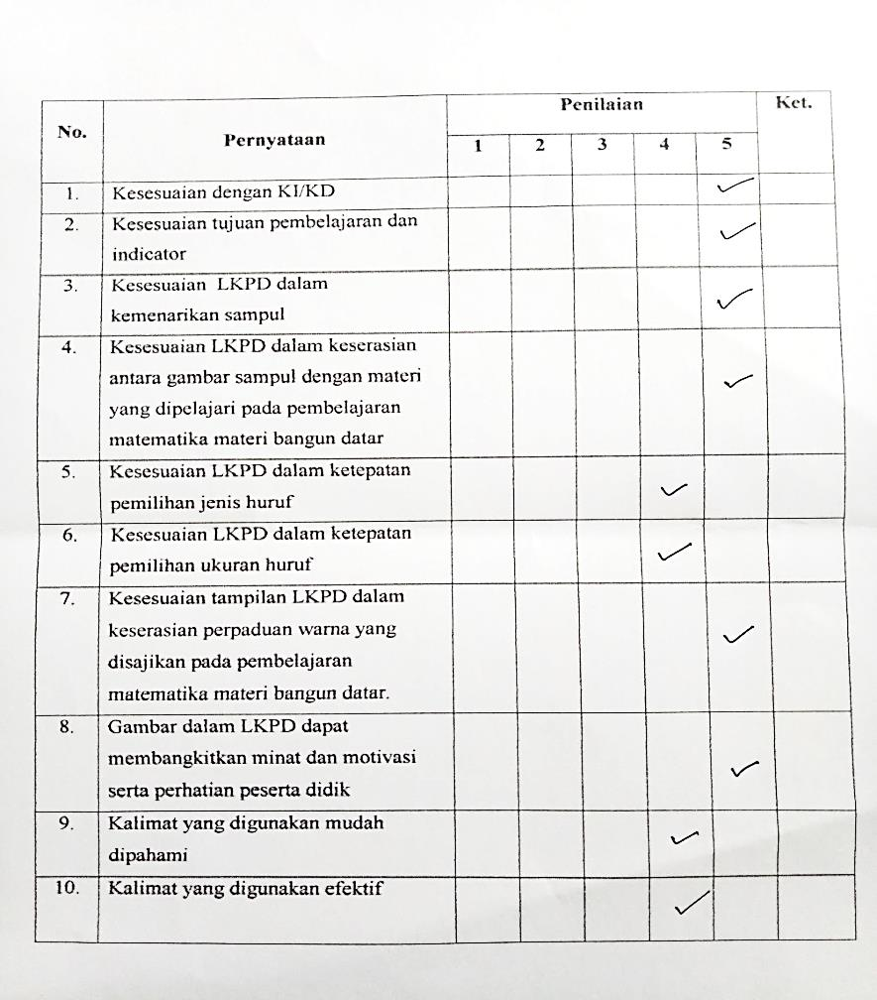 No. Pernyataan Penilaian Ket.
1 2 3 4 5
1. Kesesuaian dengan KI/KD ✓
2. Kesesuaian tujuan pembelajaran dan
indicator ✓
3. Kesesuaian LKPD dalam
kemenarikan sampul ✓
4. Kesesuaian LKPD dalam keserasian
antara gambar sampul dengan materi ✓
yang dipelajari pada pembelajaran
matematika materi bangun datar
5. Kesesuaian LKPD dalam ketepatan
pemilihan jenis huruf ✓
6. Kesesuaian LKPD dalam ketepatan
pemilihan ukuran huruf ✓
7. Kesesuaian tampilan LKPD dalam
keserasian perpaduan warna yang ✓
disajikan pada pembelajaran
matematika materi bangun datar.
8. Gambar dalam LKPD dapat
membangkitkan minat dan motivasi ✓
serta perhatian peserta didik
9. Kalimat yang digunakan mudah ✓
dipahami
10. Kalimat yang digunakan efektif ✓